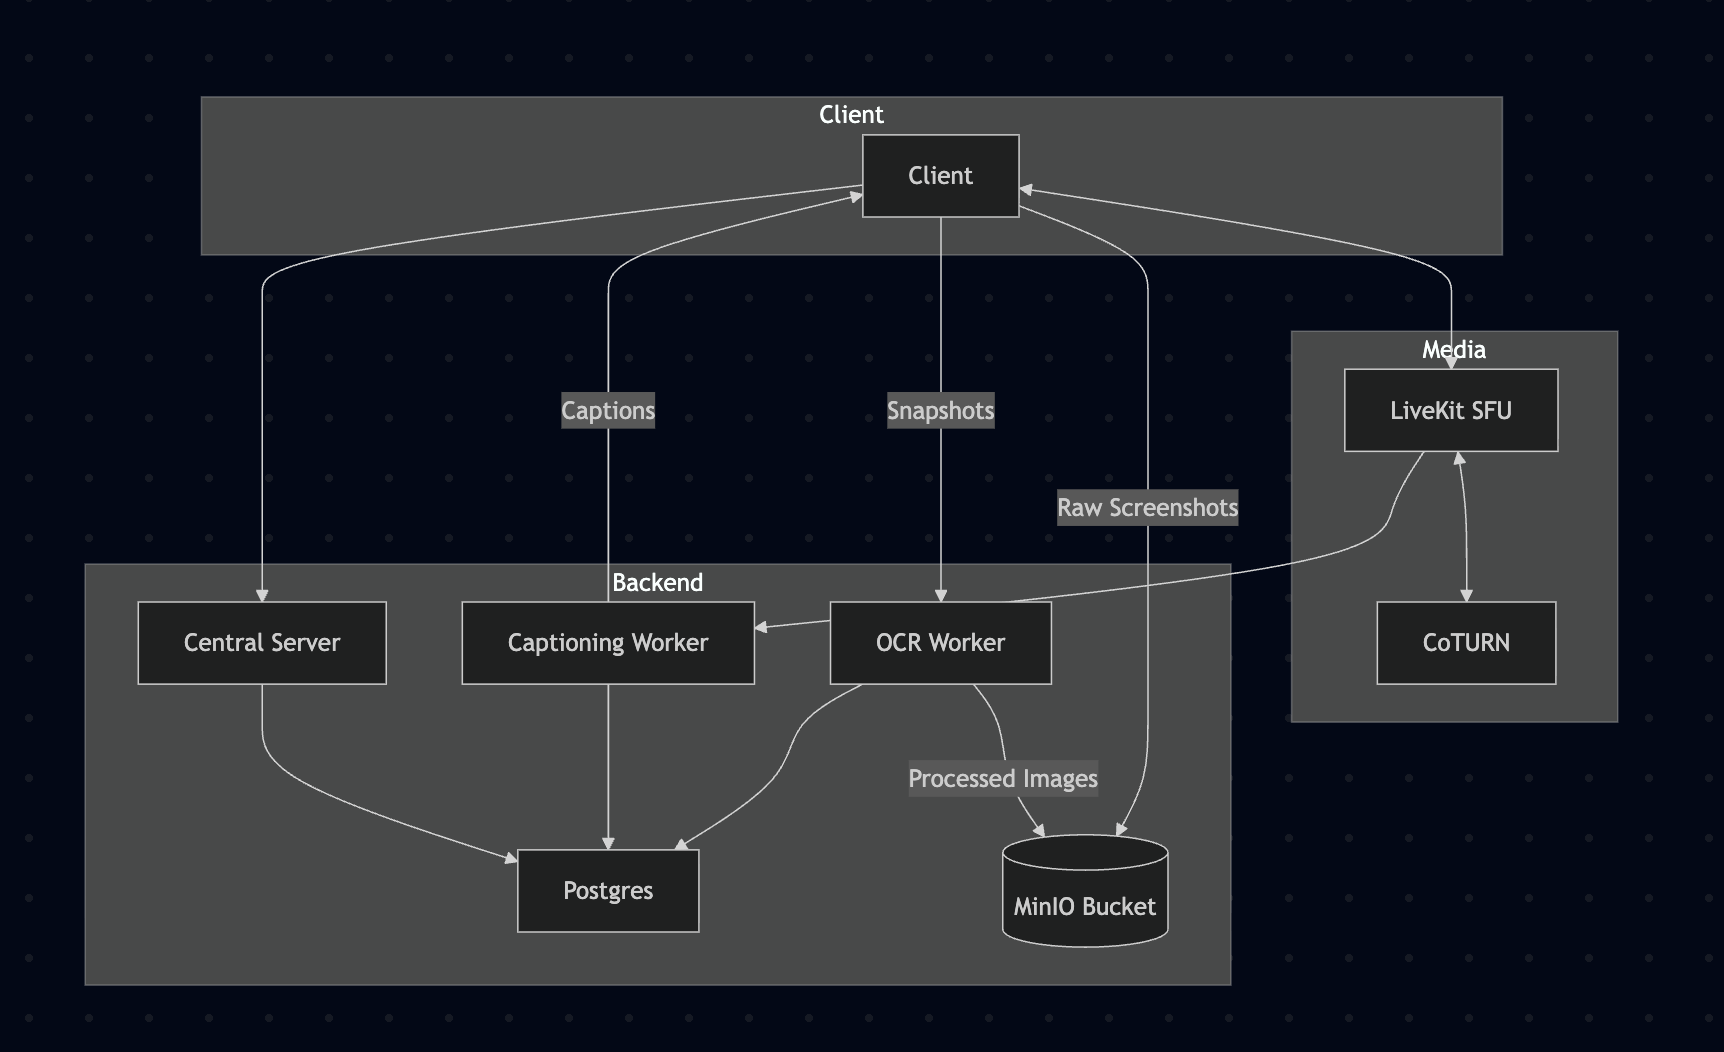 Client
Client
Media
Captions
Snapshots
LiveKit SFU
Raw Screenshots
Backend
Central Server
Captioning Worker
OCR Worker
CoTURN
Processed Images
Postgres
MinIO Bucket